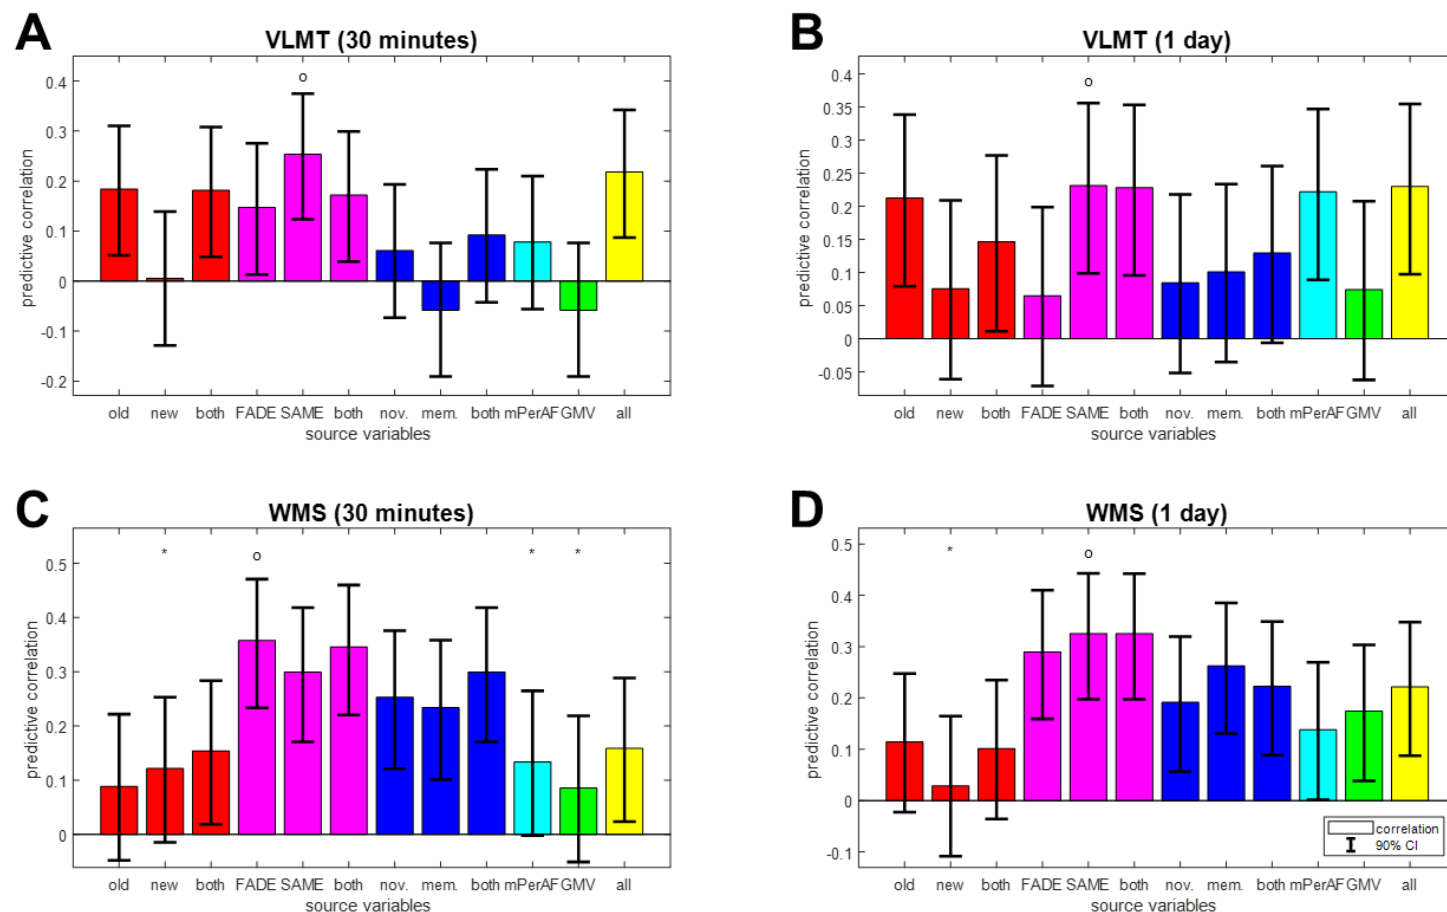 A
VLMT (30 minutes)
o
0.4
0.3
0.2
0.1
0
-0.1
-0.2
predictive correlation
old new both FADE SAME both nov. mem. both mPerAF GMV all
source variables
B
VLMT (1 day)
o
0.4
0.35
0.3
0.25
0.2
0.15
0.1
0.05
0
-0.05
predictive correlation
old new both FADE SAME both nov. mem. both mPerAF GMV all
source variables
C
WMS (30 minutes)
* o * *
0.5
0.4
0.3
0.2
0.1
0
predictive correlation
old new both FADE SAME both nov. mem. both mPerAF GMV all
source variables
D
WMS (1 day)
* o
0.5
0.4
0.3
0.2
0.1
0
-0.1
predictive correlation
correlation
90% CI
old new both FADE SAME both nov. mem. both mPerAF GMV all
source variables